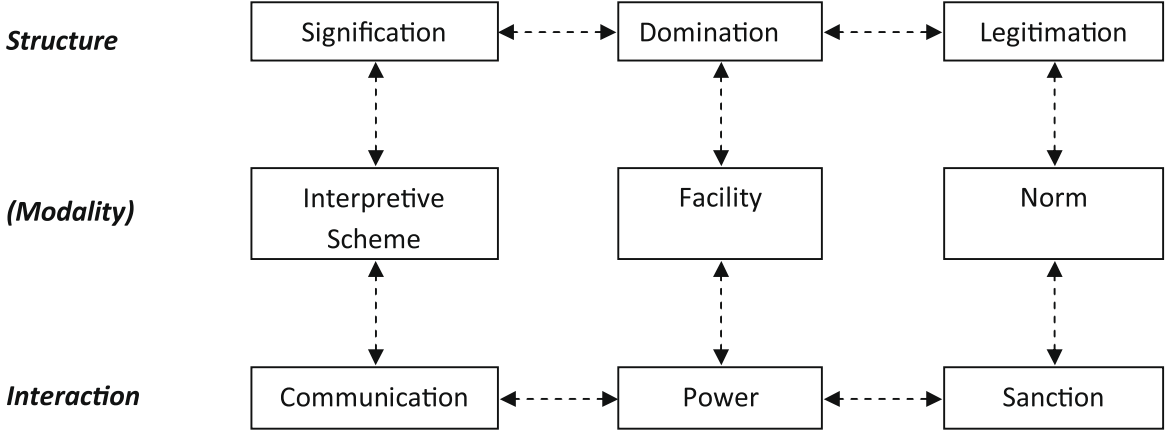 Structure
Signification
Domination
Legitimation
(Modality)
Interpretive
Scheme
Facility
Norm
Interaction
Communication
Power
Sanction